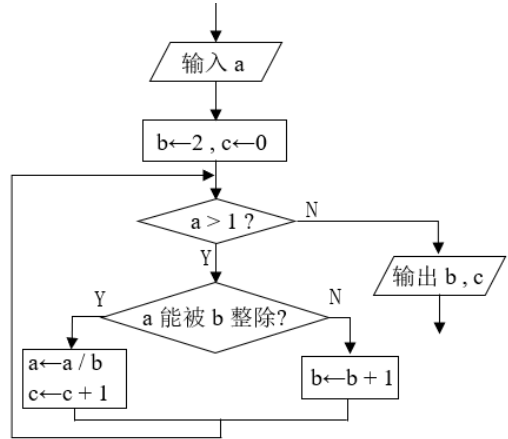 输入 a
b←2 , c←0
a > 1 ?
N
Y
输出 b , c
Y
a 能被 b 整除?
N
a←a / b
c←c + 1
b←b + 1